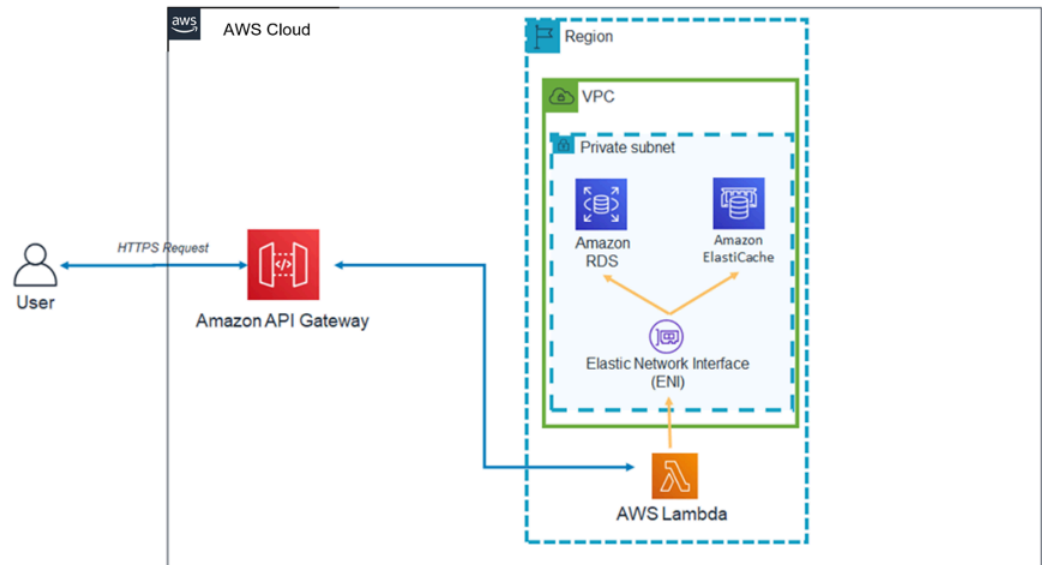 aws
AWS Cloud
Region
VPC
Private subnet
Amazon
RDS
Amazon
ElastiCache
HTTPS Request
User
Amazon API Gateway
Elastic Network Interface
(ENI)
AWS Lambda